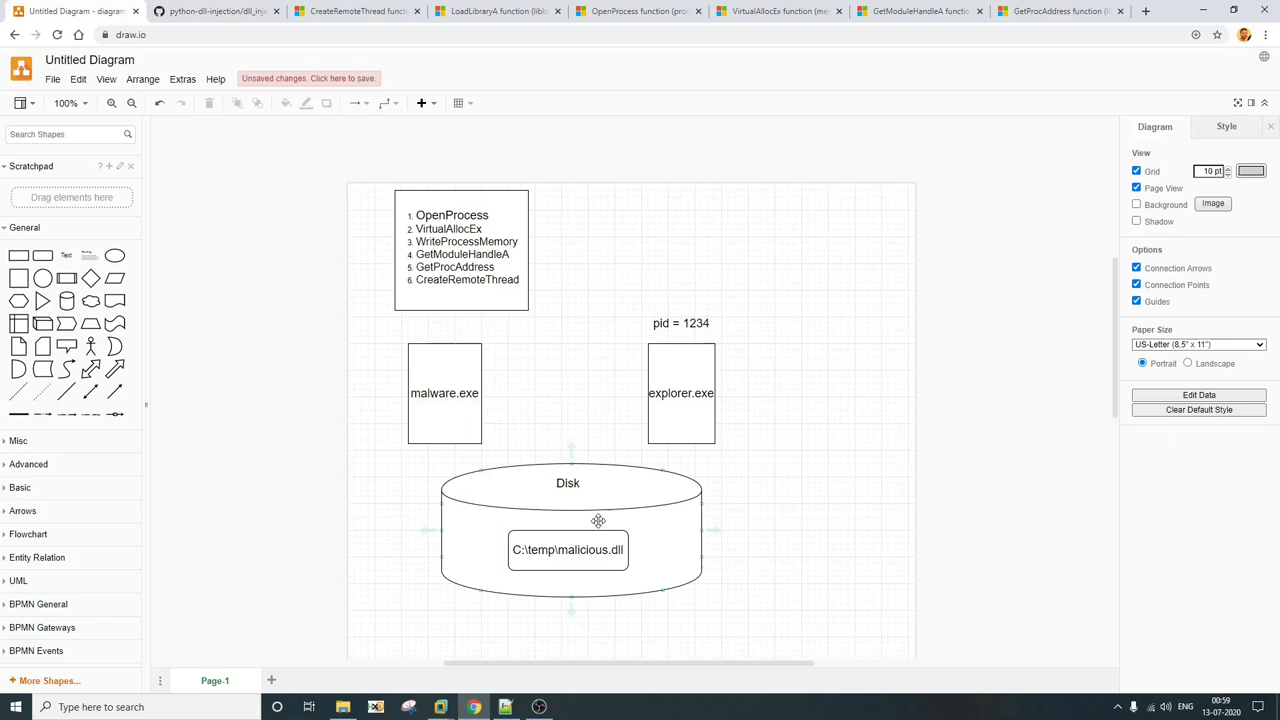 Untitled Diagram - diagram
python-dll-injection/dll_inje
CreateRemoteThread functi
LoadLibraryA function (liblo
OpenProcess function (proc
VirtualAllocEx function (me
GetModuleHandleA functi
GetProcAddress function (li
draw.io
Untitled Diagram
File Edit View Arrange Extras Help
Unsaved changes. Click here to save.
100%
Search Shapes
Scratchpad
?
Drag elements here
General
Text
Misc
Advanced
Basic
Arrows
Flowchart
Entity Relation
UML
BPMN General
BPMN Gateways
BPMN Events
+ More Shapes...
1. OpenProcess
2. VirtualAllocEx
3. WriteProcessMemory
4. GetModuleHandleA
5. GetProcAddress
6. CreateRemoteThread
pid = 1234
malware.exe
explorer.exe
Disk
C:\temp\malicious.dll
Diagram
Style
View
Grid
10 pt
Page View
Background
Image
Shadow
Options
Connection Arrows
Connection Points
Guides
Paper Size
US-Letter (8,5" x 11")
Portrait
Landscape
Edit Data
Clear Default Style
Page-1
Type here to search
ENG
00:59
13-07-2020